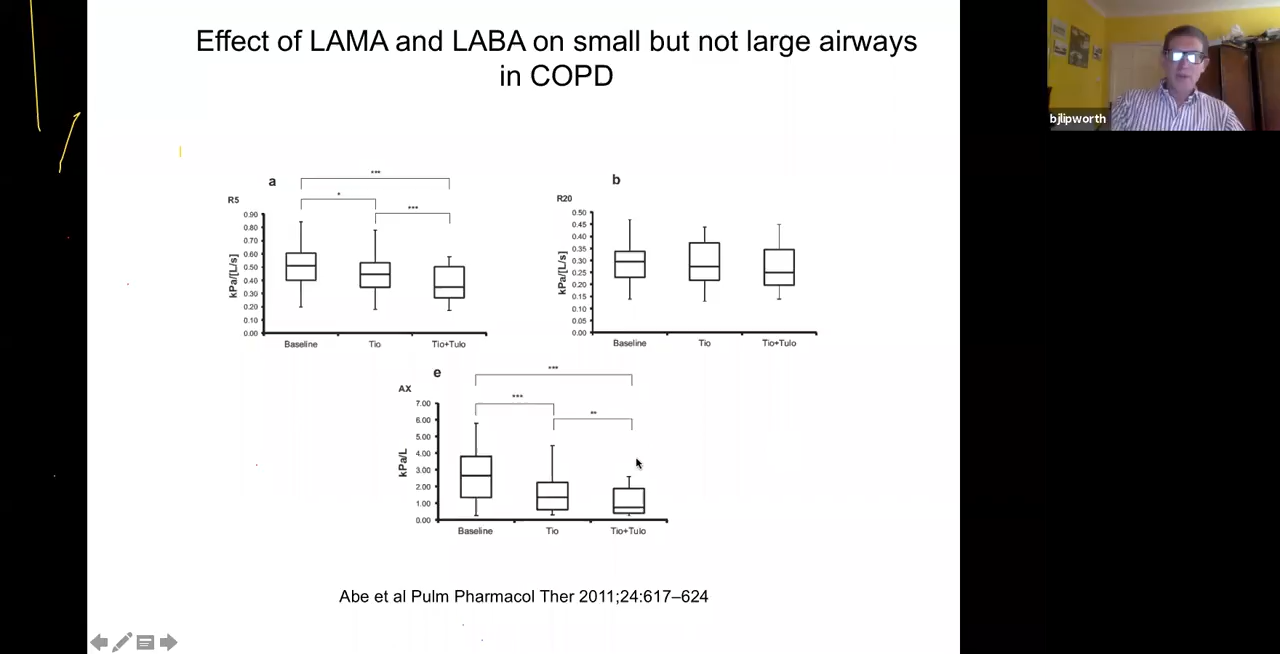 Effect of LAMA and LABA on small but not large airways
in COPD
bjlipworth
a
***
*
***
R5
kPa/[L/s]
0.90
0.80
0.70
0.60
0.50
0.40
0.30
0.20
0.10
0.00
Baseline Tio Tio+Tulo
b
R20
kPa/[L/s]
0.50
0.45
0.40
0.35
0.30
0.25
0.20
0.15
0.10
0.05
0.00
Baseline Tio Tio+Tulo
e
***
***
**
AX
kPa/L
7.00
6.00
5.00
4.00
3.00
2.00
1.00
0.00
Baseline Tio Tio+Tulo
Abe et al Pulm Pharmacol Ther 2011;24:617–624